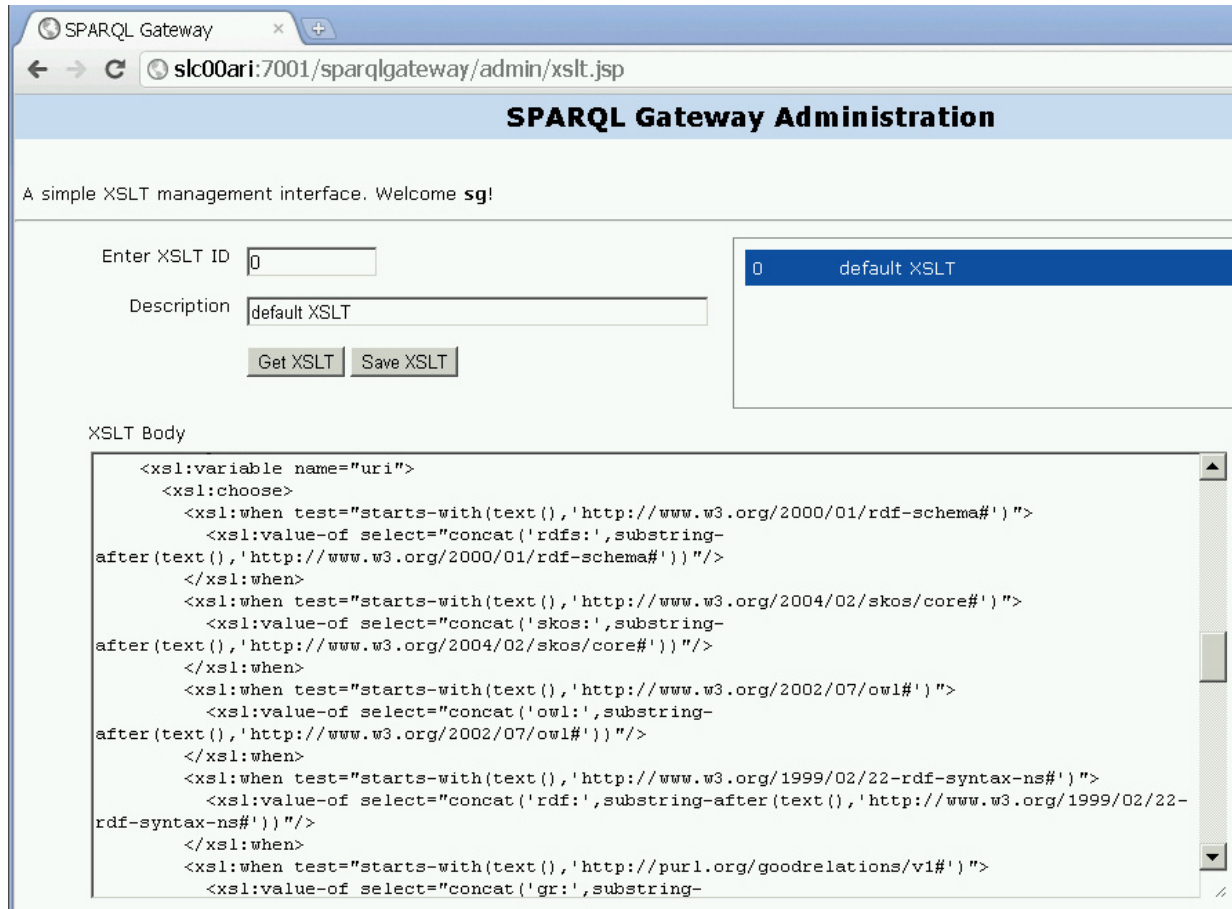 SPARQL Gateway
slc00ari:7001/sparqlgateway/admin/xslt.jsp
SPARQL Gateway Administration
A simple XSLT management interface. Welcome sg!
Enter XSLT ID 0
0 default XSLT
Description default XSLT
Get XSLT Save XSLT
XSLT Body
<xsl:variable name="uri">
<xsl:choose>
<xsl:when test="starts-with(text(),'http://www.w3.org/2000/01/rdf-schema#')">
<xsl:value-of select="concat('rdfs:',substring-
after(text(),'http://www.w3.org/2000/01/rdf-schema#'))"/>
</xsl:when>
<xsl:when test="starts-with(text(),'http://www.w3.org/2004/02/skos/core#')">
<xsl:value-of select="concat('skos:',substring-
after(text(),'http://www.w3.org/2004/02/skos/core#'))"/>
</xsl:when>
<xsl:when test="starts-with(text(),'http://www.w3.org/2002/07/owl#')">
<xsl:value-of select="concat('owl:',substring-
after(text(),'http://www.w3.org/2002/07/owl#'))"/>
</xsl:when>
<xsl:when test="starts-with(text(),'http://www.w3.org/1999/02/22-rdf-syntax-ns#')">
<xsl:value-of select="concat('rdf:',substring-after(text(),'http://www.w3.org/1999/02/22-
rdf-syntax-ns#'))"/>
</xsl:when>
<xsl:when test="starts-with(text(),'http://purl.org/goodrelations/v1#')">
<xsl:value-of select="concat('gr:',substring-